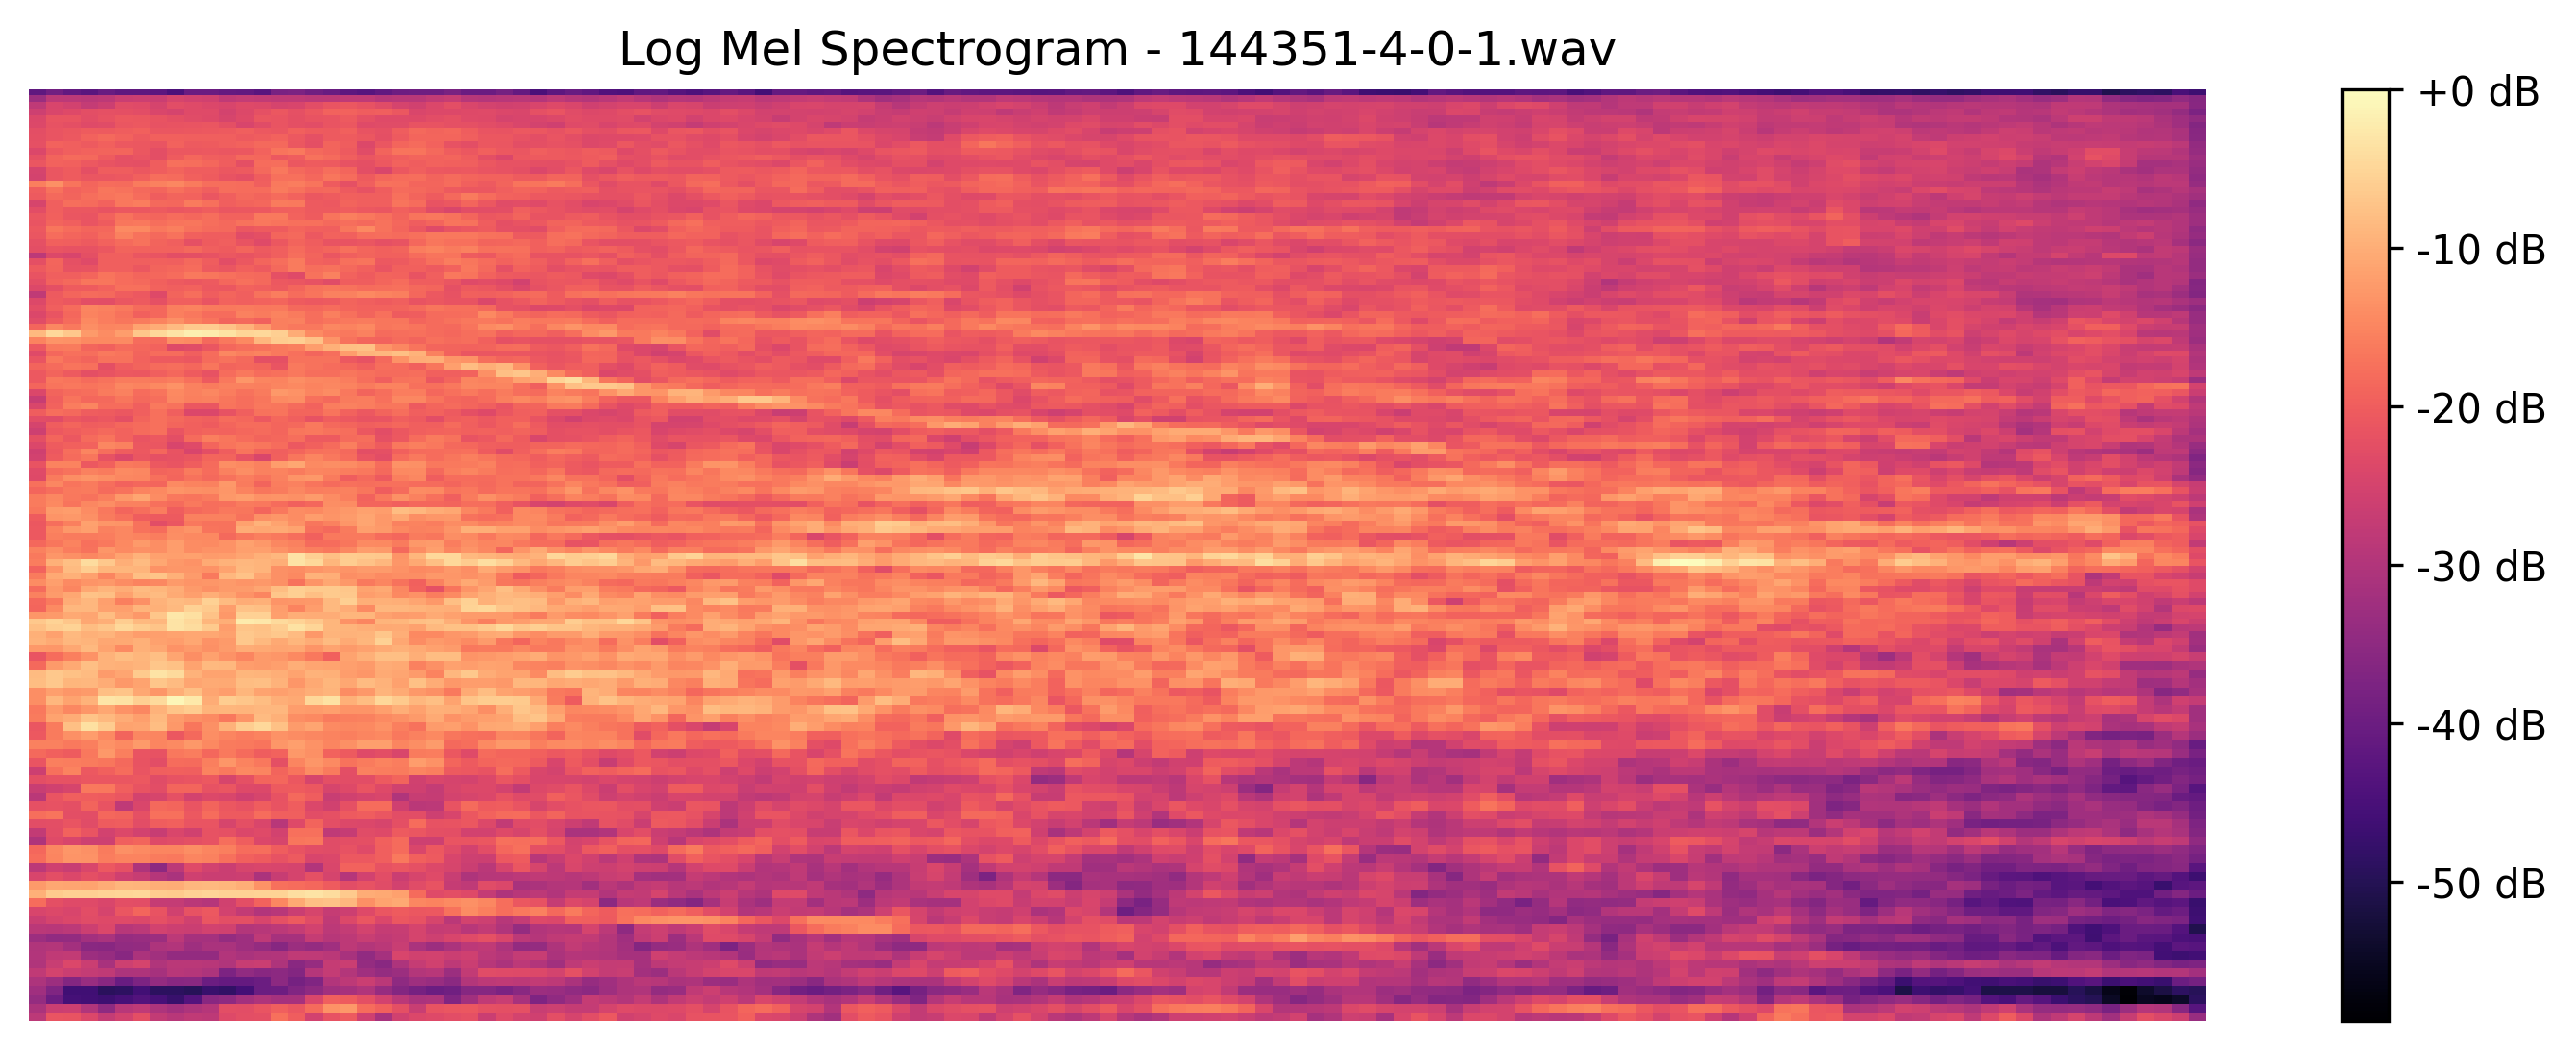 Log Mel Spectrogram - 144351-4-0-1.wav
+0 dB
-10 dB
-20 dB
-30 dB
-40 dB
-50 dB